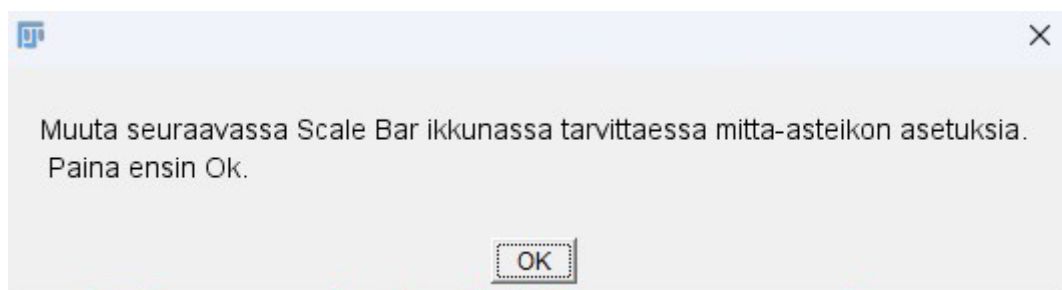 Muuta seuraavassa Scale Bar ikkunassa tarvittaessa mitta-asteikon asetuksia.
Paina ensin Ok.
OK